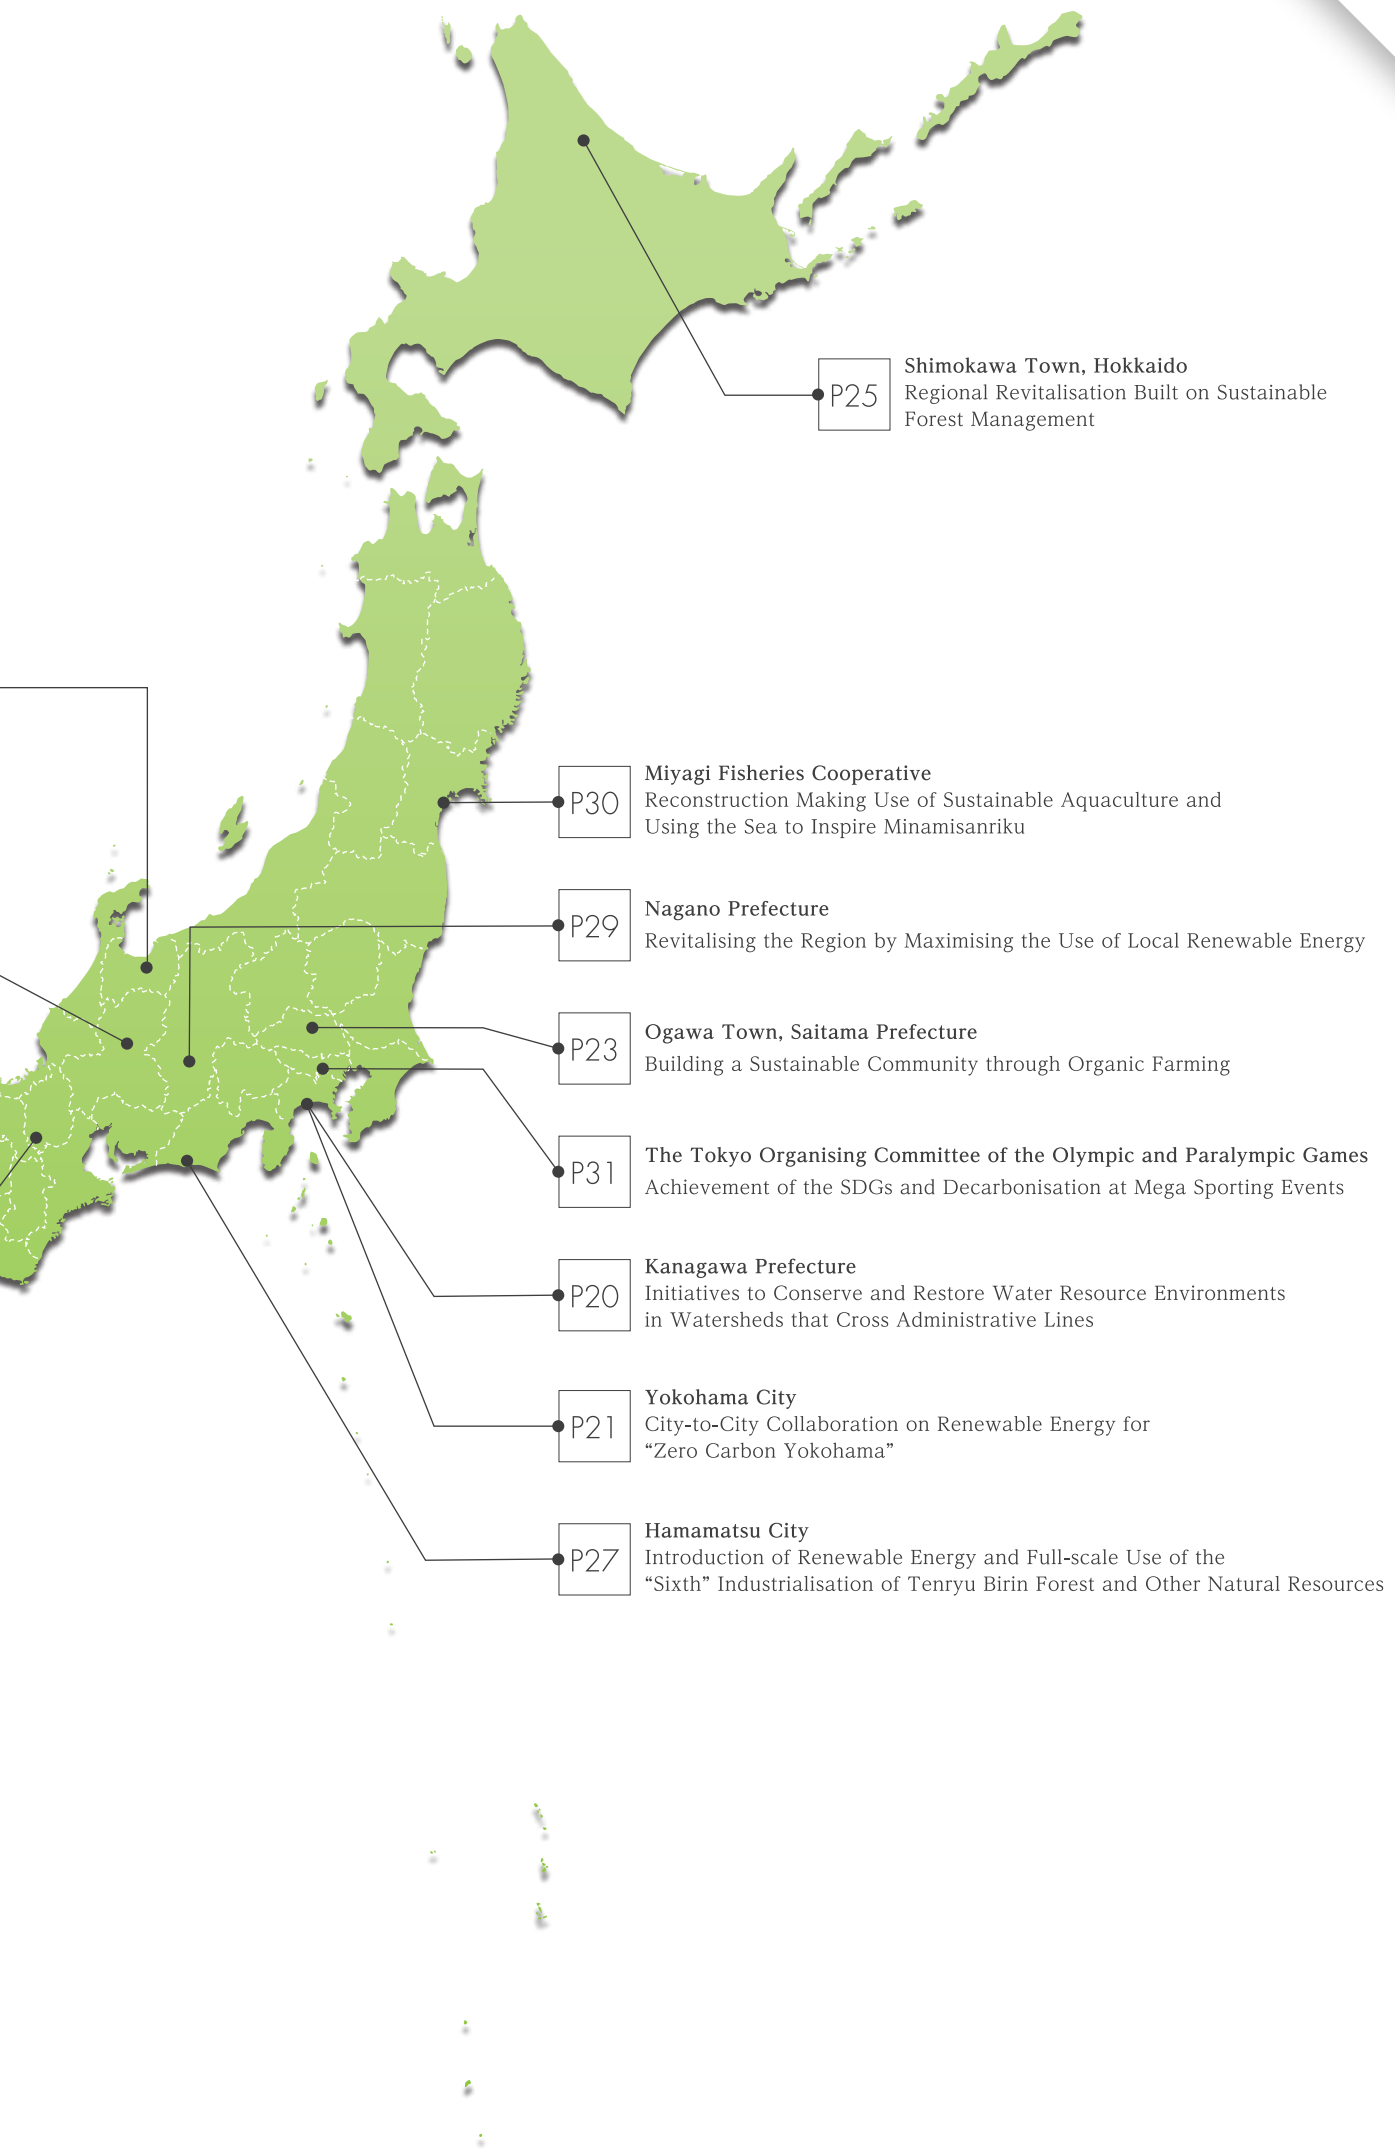 P25
Shimokawa Town, Hokkaido
Regional Revitalisation Built on Sustainable
Forest Management
P30
Miyagi Fisheries Cooperative
Reconstruction Making Use of Sustainable Aquaculture and
Using the Sea to Inspire Minamisanriku
P29
Nagano Prefecture
Revitalising the Region by Maximising the Use of Local Renewable Energy
P23
Ogawa Town, Saitama Prefecture
Building a Sustainable Community through Organic Farming
P31
The Tokyo Organising Committee of the Olympic and Paralympic Games
Achievement of the SDGs and Decarbonisation at Mega Sporting Events
P20
Kanagawa Prefecture
Initiatives to Conserve and Restore Water Resource Environments
in Watersheds that Cross Administrative Lines
P21
Yokohama City
City-to-City Collaboration on Renewable Energy for
“Zero Carbon Yokohama”
P27
Hamamatsu City
Introduction of Renewable Energy and Full-scale Use of the
“Sixth” Industrialisation of Tenryu Birin Forest and Other Natural Resources